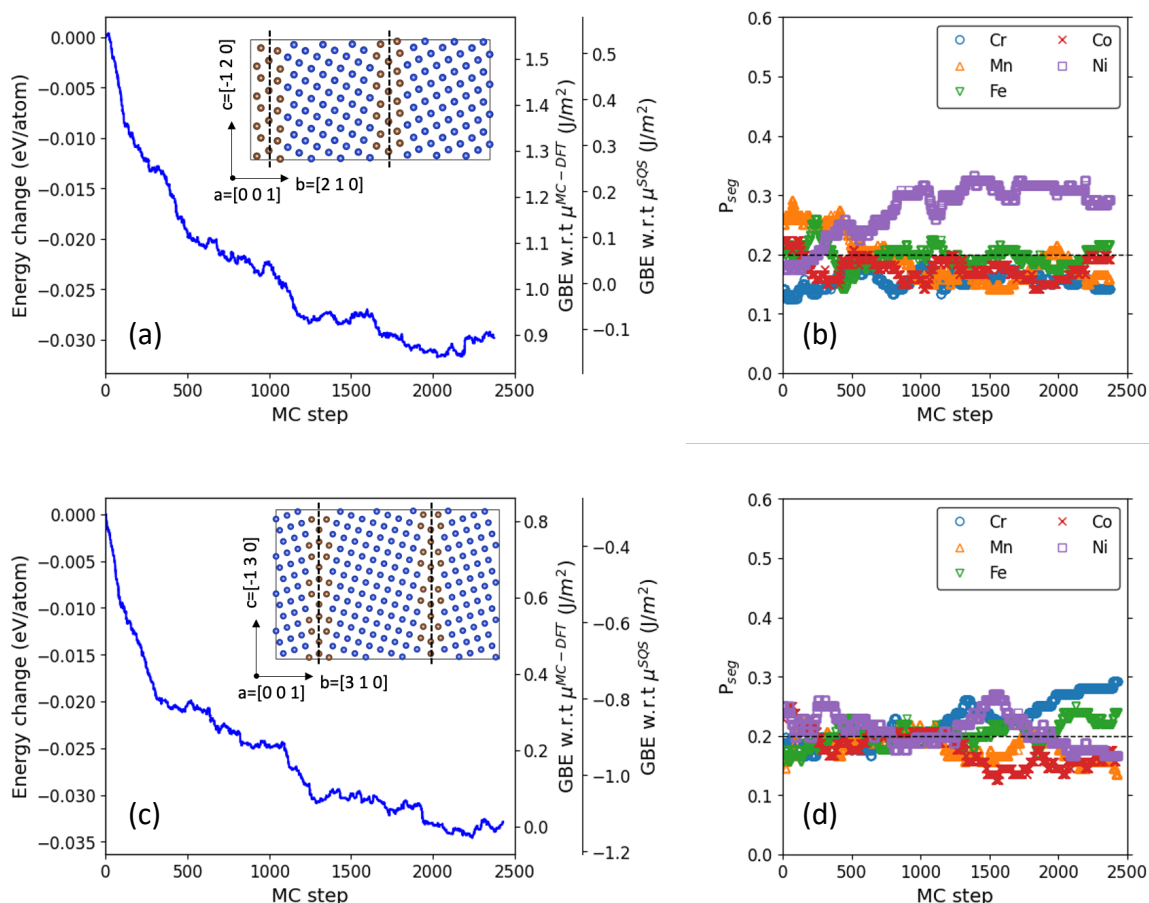 0.000
−0.005
−0.010
−0.015
−0.020
−0.025
−0.030
Energy change (eV/atom)
0 500 1000 1500 2000 2500
MC step
c=[-1 2 0]
a=[0 0 1]
b=[2 1 0]
(a)
1.5
1.4
1.3
1.2
1.1
1.0
0.9
GBE w.r.t μ^MC−DFT (J/m²)
0.5
0.4
0.3
0.2
0.1
0.0
−0.1
GBE w.r.t μ^SQS (J/m²)
0.6
0.5
0.4
0.3
0.2
0.1
0.0
P_seg
Cr Co
Mn Ni
Fe
(b)
0 500 1000 1500 2000 2500
MC step
0.000
−0.005
−0.010
−0.015
−0.020
−0.025
−0.030
−0.035
Energy change (eV/atom)
0 500 1000 1500 2000 2500
MC step
c=[-1 3 0]
a=[0 0 1]
b=[3 1 0]
(c)
0.8
0.6
0.4
0.2
0.0
GBE w.r.t μ^MC−DFT (J/m²)
−0.4
−0.6
−0.8
−1.0
−1.2
GBE w.r.t μ^SQS (J/m²)
0.6
0.5
0.4
0.3
0.2
0.1
0.0
P_seg
Cr Co
Mn Ni
Fe
(d)
0 500 1000 1500 2000 2500
MC step